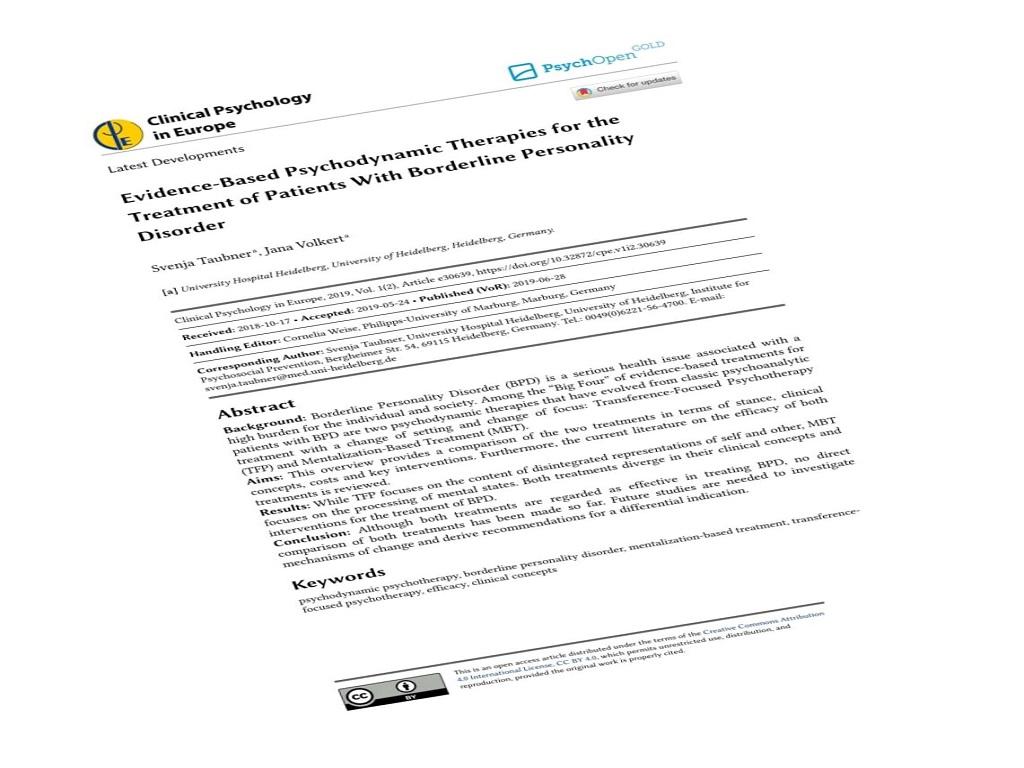 PsychOpen GOLD
Check for updates
Clinical Psychology
in Europe
Latest Developments
Evidence-Based Psychodynamic Therapies for the
Treatment of Patients With Borderline Personality
Disorder
Svenja Taubnerᵃ, Jana Volkertᵃ
[a] University Hospital Heidelberg, University of Heidelberg, Heidelberg, Germany.
Clinical Psychology in Europe, 2019, Vol. 1(2), Article e30639, https://doi.org/10.32872/cpe.v1i2.30639
Received: 2018-10-17 • Accepted: 2019-05-24 • Published (VoR): 2019-06-28
Handling Editor: Cornelia Weise, Philipps-University of Marburg, Marburg, Germany
Corresponding Author: Svenja Taubner, University Hospital Heidelberg, University of Heidelberg, Institute for
Psychosocial Prevention, Bergheimer Str. 54, 69115 Heidelberg, Germany. Tel.: 0049(0)6221-56-4700. E-mail:
svenja.taubner@med.uni-heidelberg.de
Abstract
Background: Borderline Personality Disorder (BPD) is a serious health issue associated with a
high burden for the individual and society. Among the "Big Four" of evidence-based treatments for
patients with BPD are two psychodynamic therapies that have evolved from classic psychoanalytic
treatment with a change of setting and change of focus: Transference-Focused Psychotherapy
(TFP) and Mentalization-Based Treatment (MBT).
Aims: This overview provides a comparison of the two treatments in terms of stance, clinical
concepts, costs and key interventions. Furthermore, the current literature on the efficacy of both
treatments is reviewed.
Results: While TFP focuses on the content of disintegrated representations of self and other, MBT
focuses on the processing of mental states. Both treatments diverge in their clinical concepts and
interventions for the treatment of BPD.
Conclusion: Although both treatments are regarded as effective in treating BPD, no direct
comparison of both treatments has been made so far. Future studies are needed to investigate
mechanisms of change and derive recommendations for a differential indication.
Keywords
psychodynamic psychotherapy, borderline personality disorder, mentalization-based treatment, transference-
focused psychotherapy, efficacy, clinical concepts
This is an open access article distributed under the terms of the Creative Commons Attribution
4.0 International License, CC BY 4.0, which permits unrestricted use, distribution, and
reproduction, provided the original work is properly cited.
cc BY